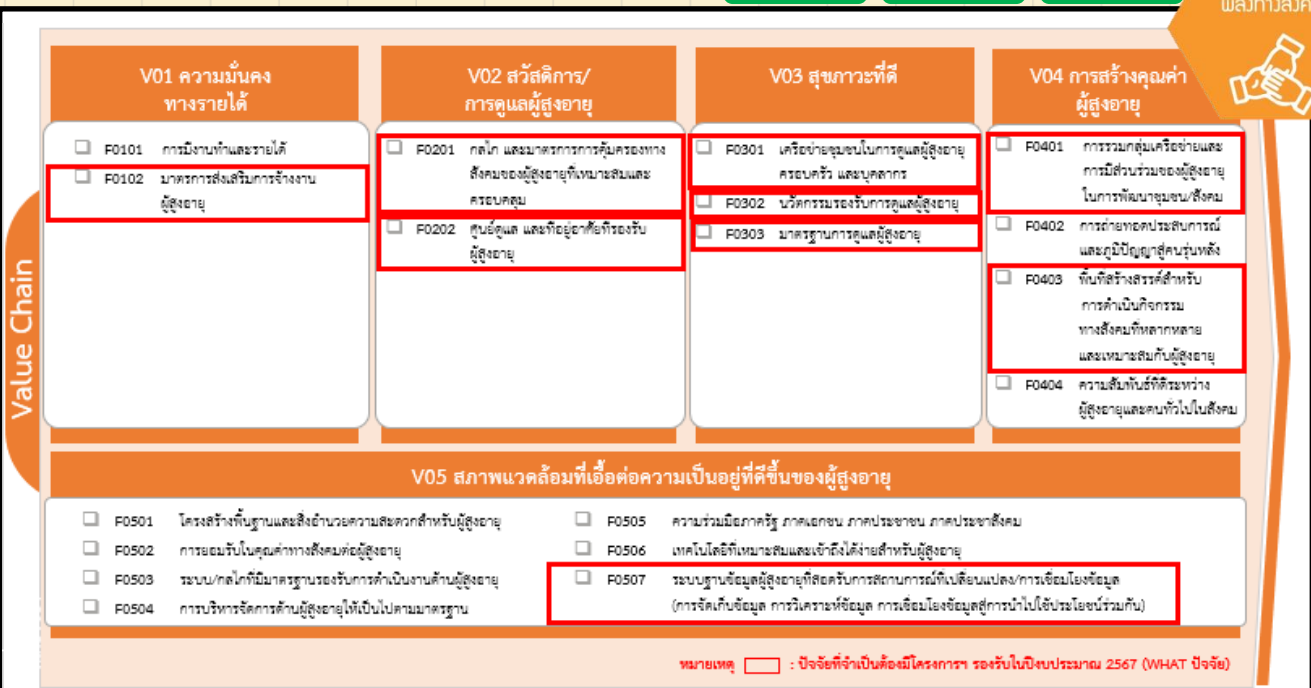 พลังทางสังค
V01 ความมั่นคง
ทางรายได้
F0101 การมีงานทำและรายได้
F0102 มาตรการส่งเสริมการจ้างงาน
ผู้สูงอายุ
V02 สวัสดิการ/
การดูแลผู้สูงอายุ
F0201 กลไก และมาตรการการคุ้มครองทาง
สังคมของผู้สูงอายุที่เหมาะสมและ
ครอบคลุม
F0202 ศูนย์ดูแล และที่อยู่อาศัยที่รองรับ
ผู้สูงอายุ
V03 สุขภาวะที่ดี
F0301 เครือข่ายชุมชนในการดูแลผู้สูงอายุ
ครอบครัว และบุคลากร
F0302 นวัตกรรมรองรับการดูแลผู้สูงอายุ
F0303 มาตรฐานการดูแลผู้สูงอายุ
V04 การสร้างคุณค่า
ผู้สูงอายุ
F0401 การรวมกลุ่มเครือข่ายและ
การมีส่วนร่วมของผู้สูงอายุ
ในการพัฒนาชุมชน/สังคม
F0402 การถ่ายทอดประสบการณ์
และภูมิปัญญาสู่คนรุ่นหลัง
F0403 พื้นที่สร้างสรรค์สำหรับ
การดำเนินกิจกรรม
ทางสังคมที่หลากหลาย
และเหมาะสมกับผู้สูงอายุ
F0404 ความสัมพันธ์ที่ดีระหว่าง
ผู้สูงอายุและคนทั่วไปในสังคม
Value Chain
V05 สภาพแวดล้อมที่เอื้อต่อความเป็นอยู่ที่ดีขึ้นของผู้สูงอายุ
F0501 โครงสร้างพื้นฐานและสิ่งอำนวยความสะดวกสำหรับผู้สูงอายุ
F0502 การยอมรับในคุณค่าทางสังคมต่อผู้สูงอายุ
F0503 ระบบ/กลไกที่มีมาตรฐานรองรับการดำเนินงานด้านผู้สูงอายุ
F0504 การบริหารจัดการด้านผู้สูงอายุให้เป็นไปตามมาตรฐาน
F0505 ความร่วมมือภาครัฐ ภาคเอกชน ภาคประชาชน ภาคประชาสังคม
F0506 เทคโนโลยีที่เหมาะสมและเข้าถึงได้ง่ายสำหรับผู้สูงอายุ
F0507 ระบบฐานข้อมูลผู้สูงอายุที่สอดรับการสถานการณ์ที่เปลี่ยนแปลง/การเชื่อมโยงข้อมูล
(การจัดเก็บข้อมูล การวิเคราะห์ข้อมูล การเชื่อมโยงข้อมูลสู่การนำไปใช้ประโยชน์ร่วมกัน)
หมายเหตุ : ปัจจัยที่จำเป็นต้องมีโครงการฯ รองรับในปีงบประมาณ 2567 (WHAT ปัจจัย)